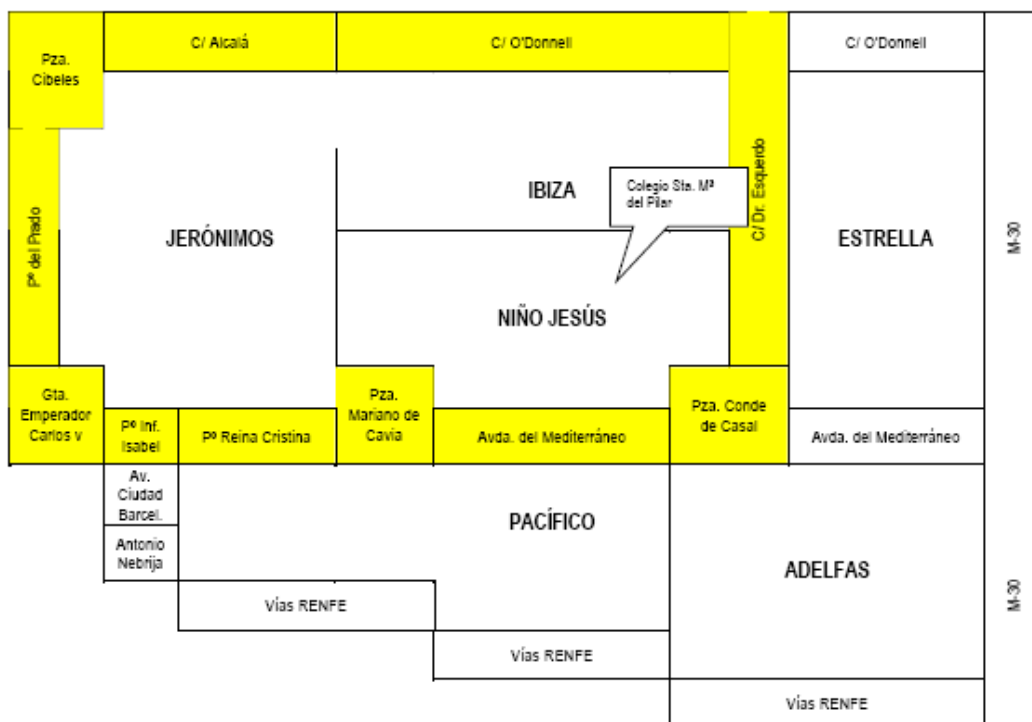 Pza.
Cibeles
C/ Alcalá
C/ O'Donnell
C/ O'Donnell
Pº del Prado
JERÓNIMOS
IBIZA
Colegio Sta. Mª
del Pilar
C/ Dr. Esquerdo
ESTRELLA
M-30
NIÑO JESÚS
Gta.
Emperador
Carlos v
Pº Inf.
Isabel
Pº Reina Cristina
Pza.
Mariano de
Cavia
Avda. del Mediterráneo
Pza. Conde
de Casal
Avda. del Mediterráneo
Av.
Ciudad
Barcel.
Antonio
Nebrija
PACÍFICO
ADELFAS
M-30
Vías RENFE
Vías RENFE
Vías RENFE